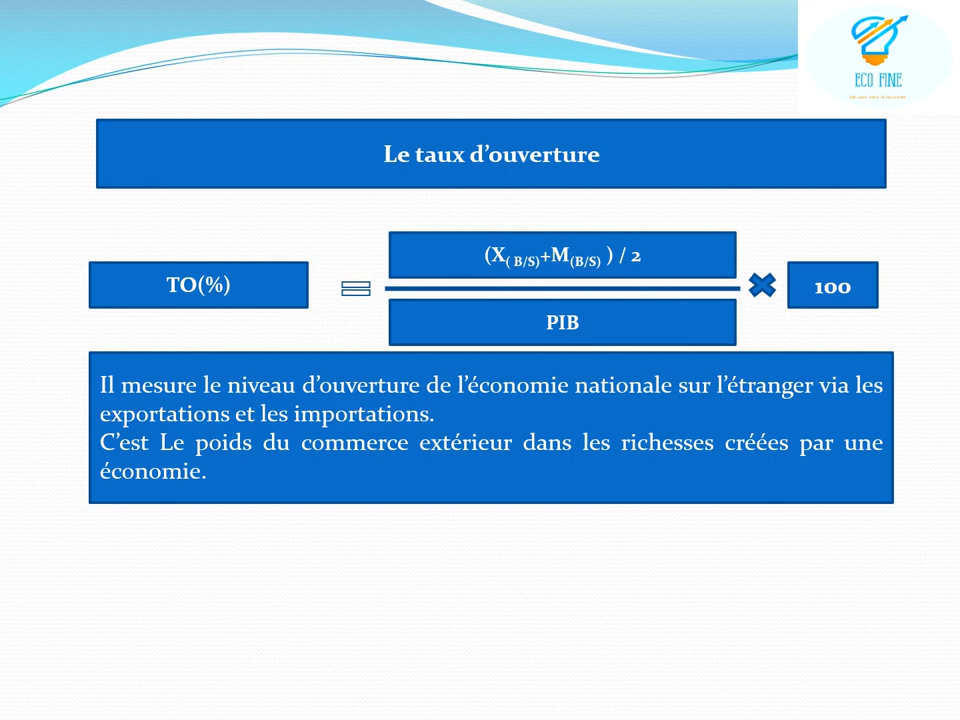 ECO FINE
Le taux d’ouverture
(X( B/S)+M(B/S) ) / 2
TO(%)
100
PIB
Il mesure le niveau d’ouverture de l’économie nationale sur l’étranger via les
exportations et les importations.
C’est Le poids du commerce extérieur dans les richesses créées par une
économie.